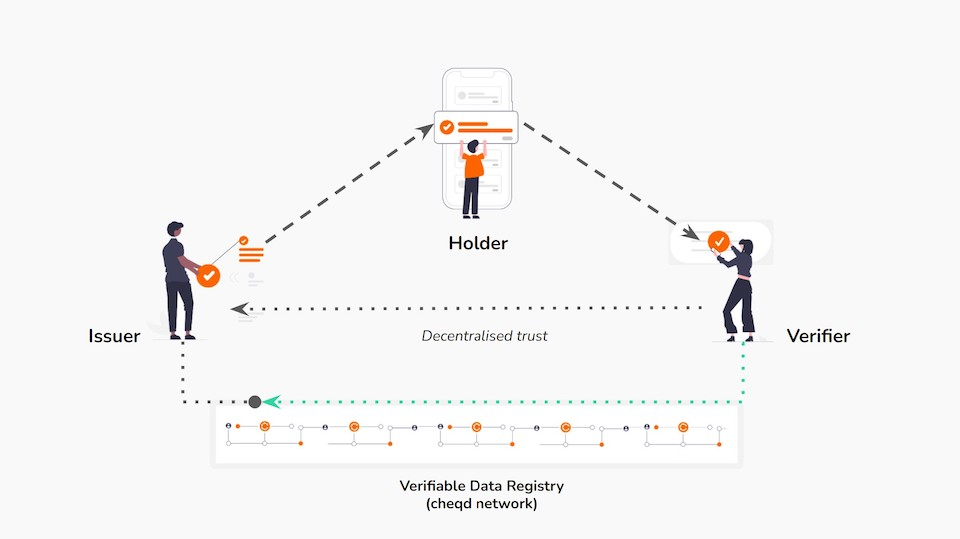 Holder
Issuer
Decentralised trust
Verifier
Verifiable Data Registry
(cheqd network)